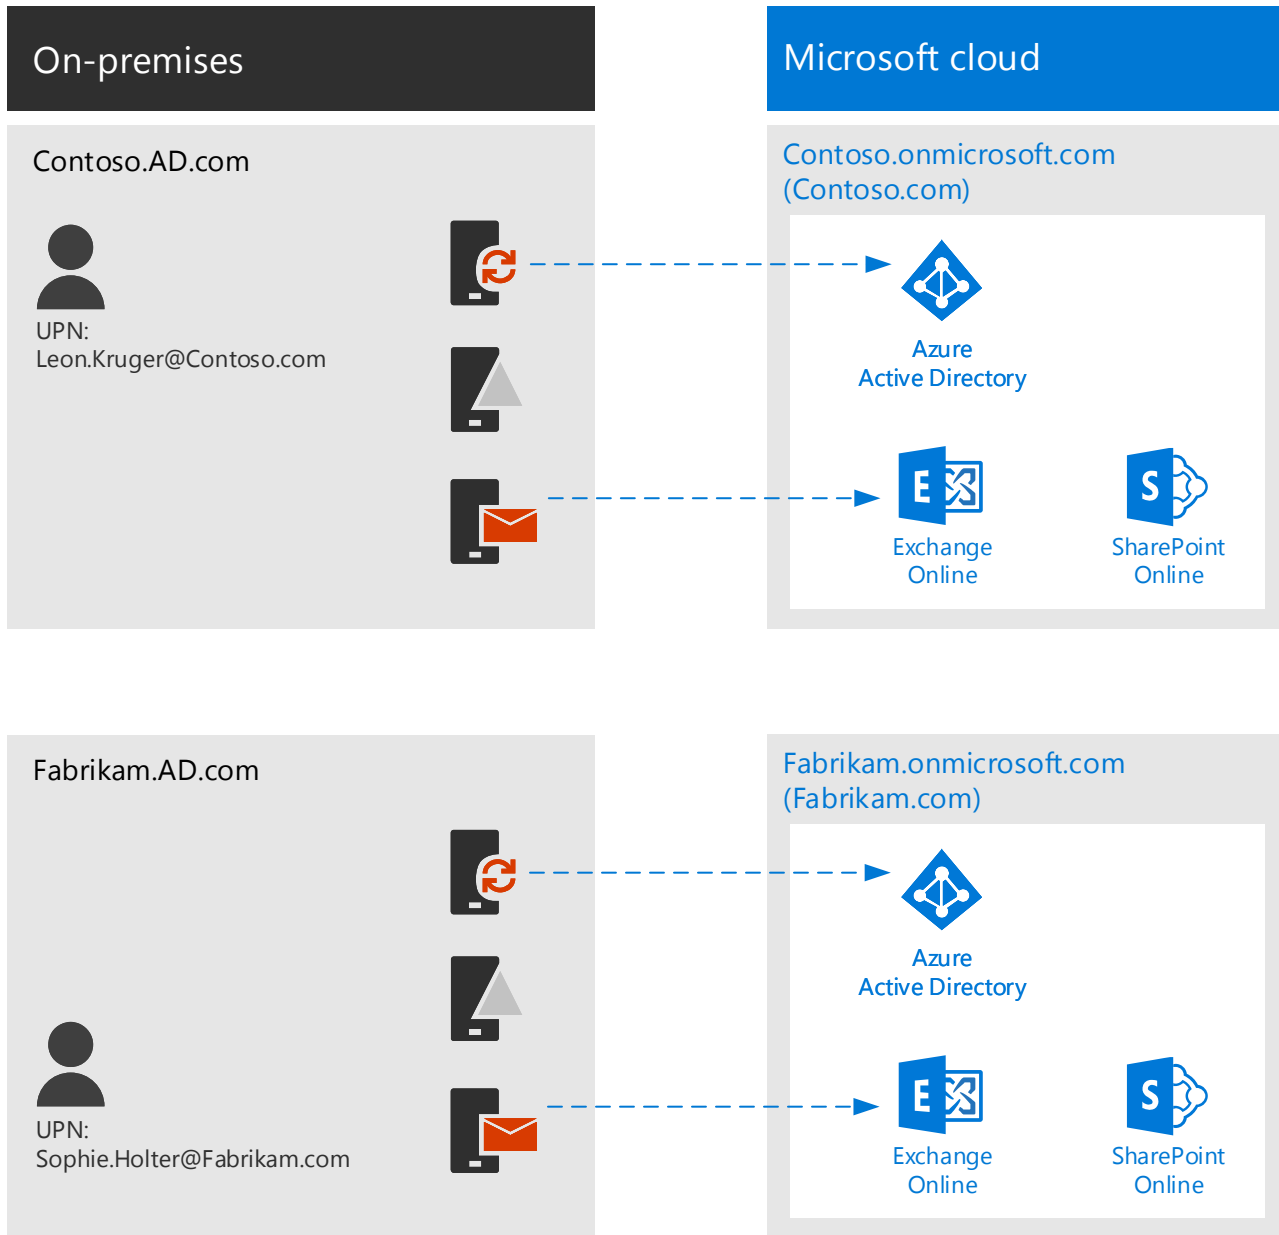 On-premises
Microsoft cloud
Contoso.AD.com
Contoso.onmicrosoft.com
(Contoso.com)
UPN:
Leon.Kruger@Contoso.com
Azure
Active Directory
E
Exchange
Online
S
SharePoint
Online
Fabrikam.AD.com
Fabrikam.onmicrosoft.com
(Fabrikam.com)
Azure
Active Directory
UPN:
Sophie.Holter@Fabrikam.com
E
Exchange
Online
S
SharePoint
Online